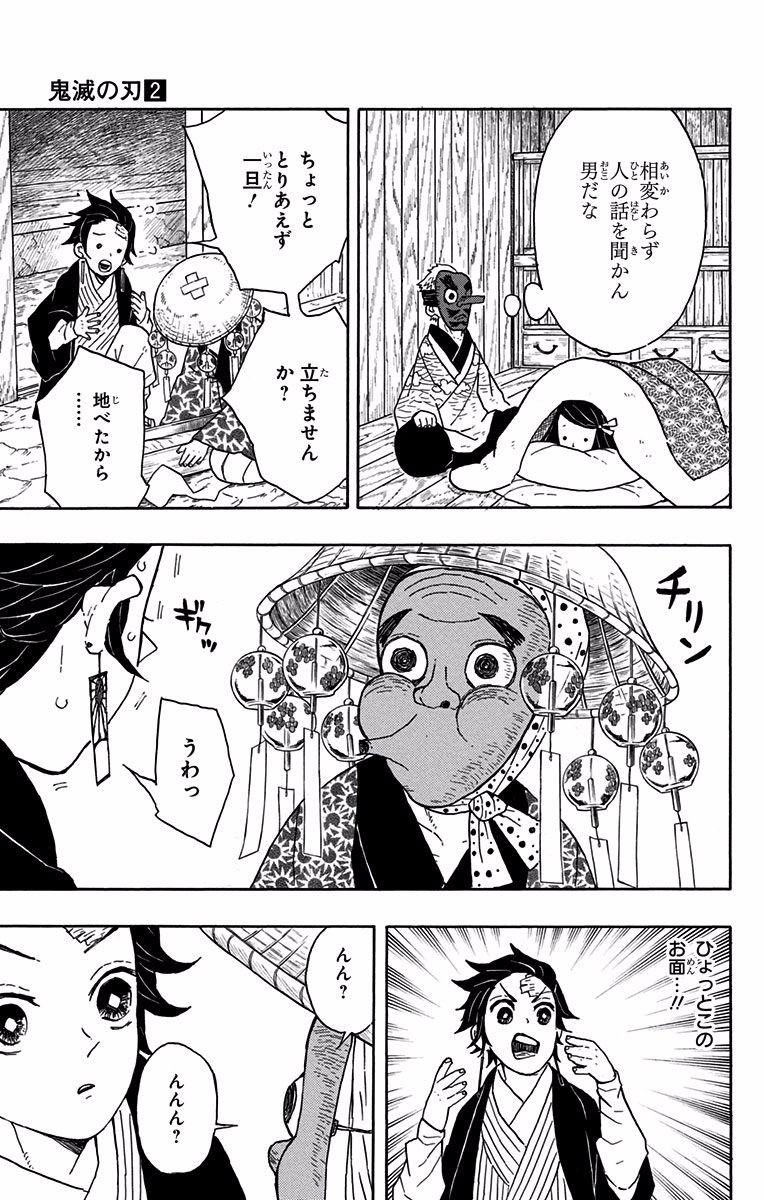 鬼滅の刃2
相変わらず
人の話を聞かん
男だな
ちょっと
とりあえず
一旦!
立ちません
か?
地べたから
……
チリン
ギクッ
うわっ
ひょっとこの
お面…!!
んん?
んんん?